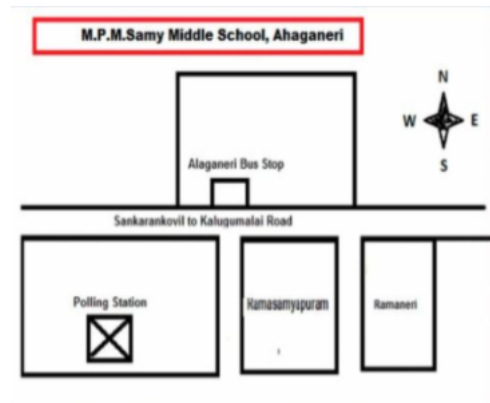 M.P.M.Samy Middle School, Ahaganeri
N
W E
S
Alaganeri Bus Stop
Sankarankovil to Kalugumalai Road
Polling Station
Ramasamyapuram
Ramaneri